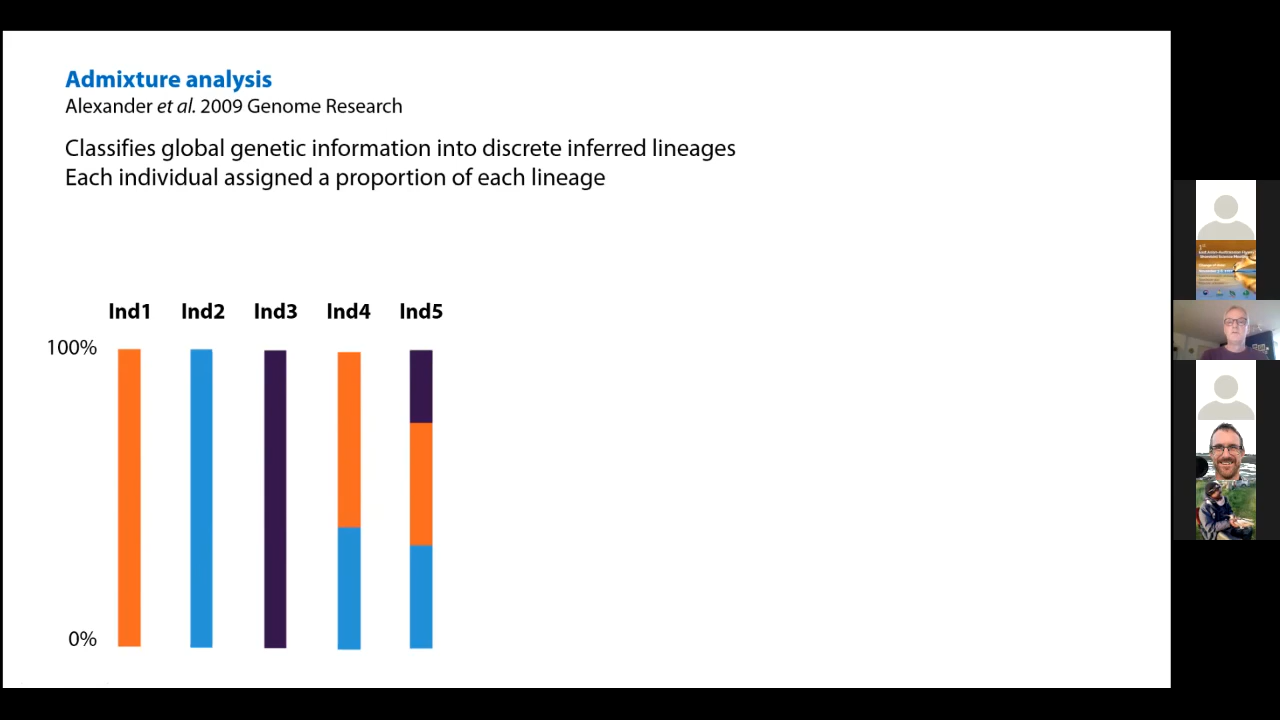 Admixture analysis
Alexander et al. 2009 Genome Research
Classifies global genetic information into discrete inferred lineages
Each individual assigned a proportion of each lineage
Ind1 Ind2 Ind3 Ind4 Ind5
100%
0%